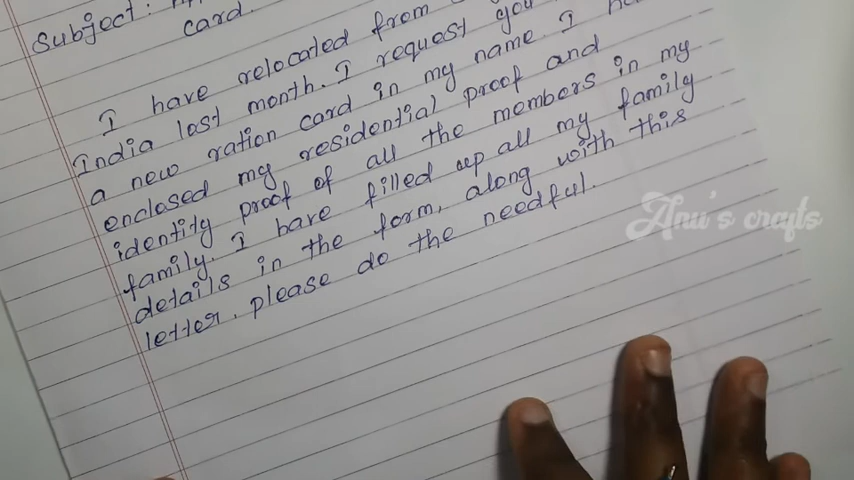 Subject:
card.
I have relocated from
India last month. I request you
a new ration card in my name. I
enclosed my residential proof and
identity proof of all the members in my
family. I have filled up all my family
details in the form, along with this
letter. please do the needful.
Anu's crafts